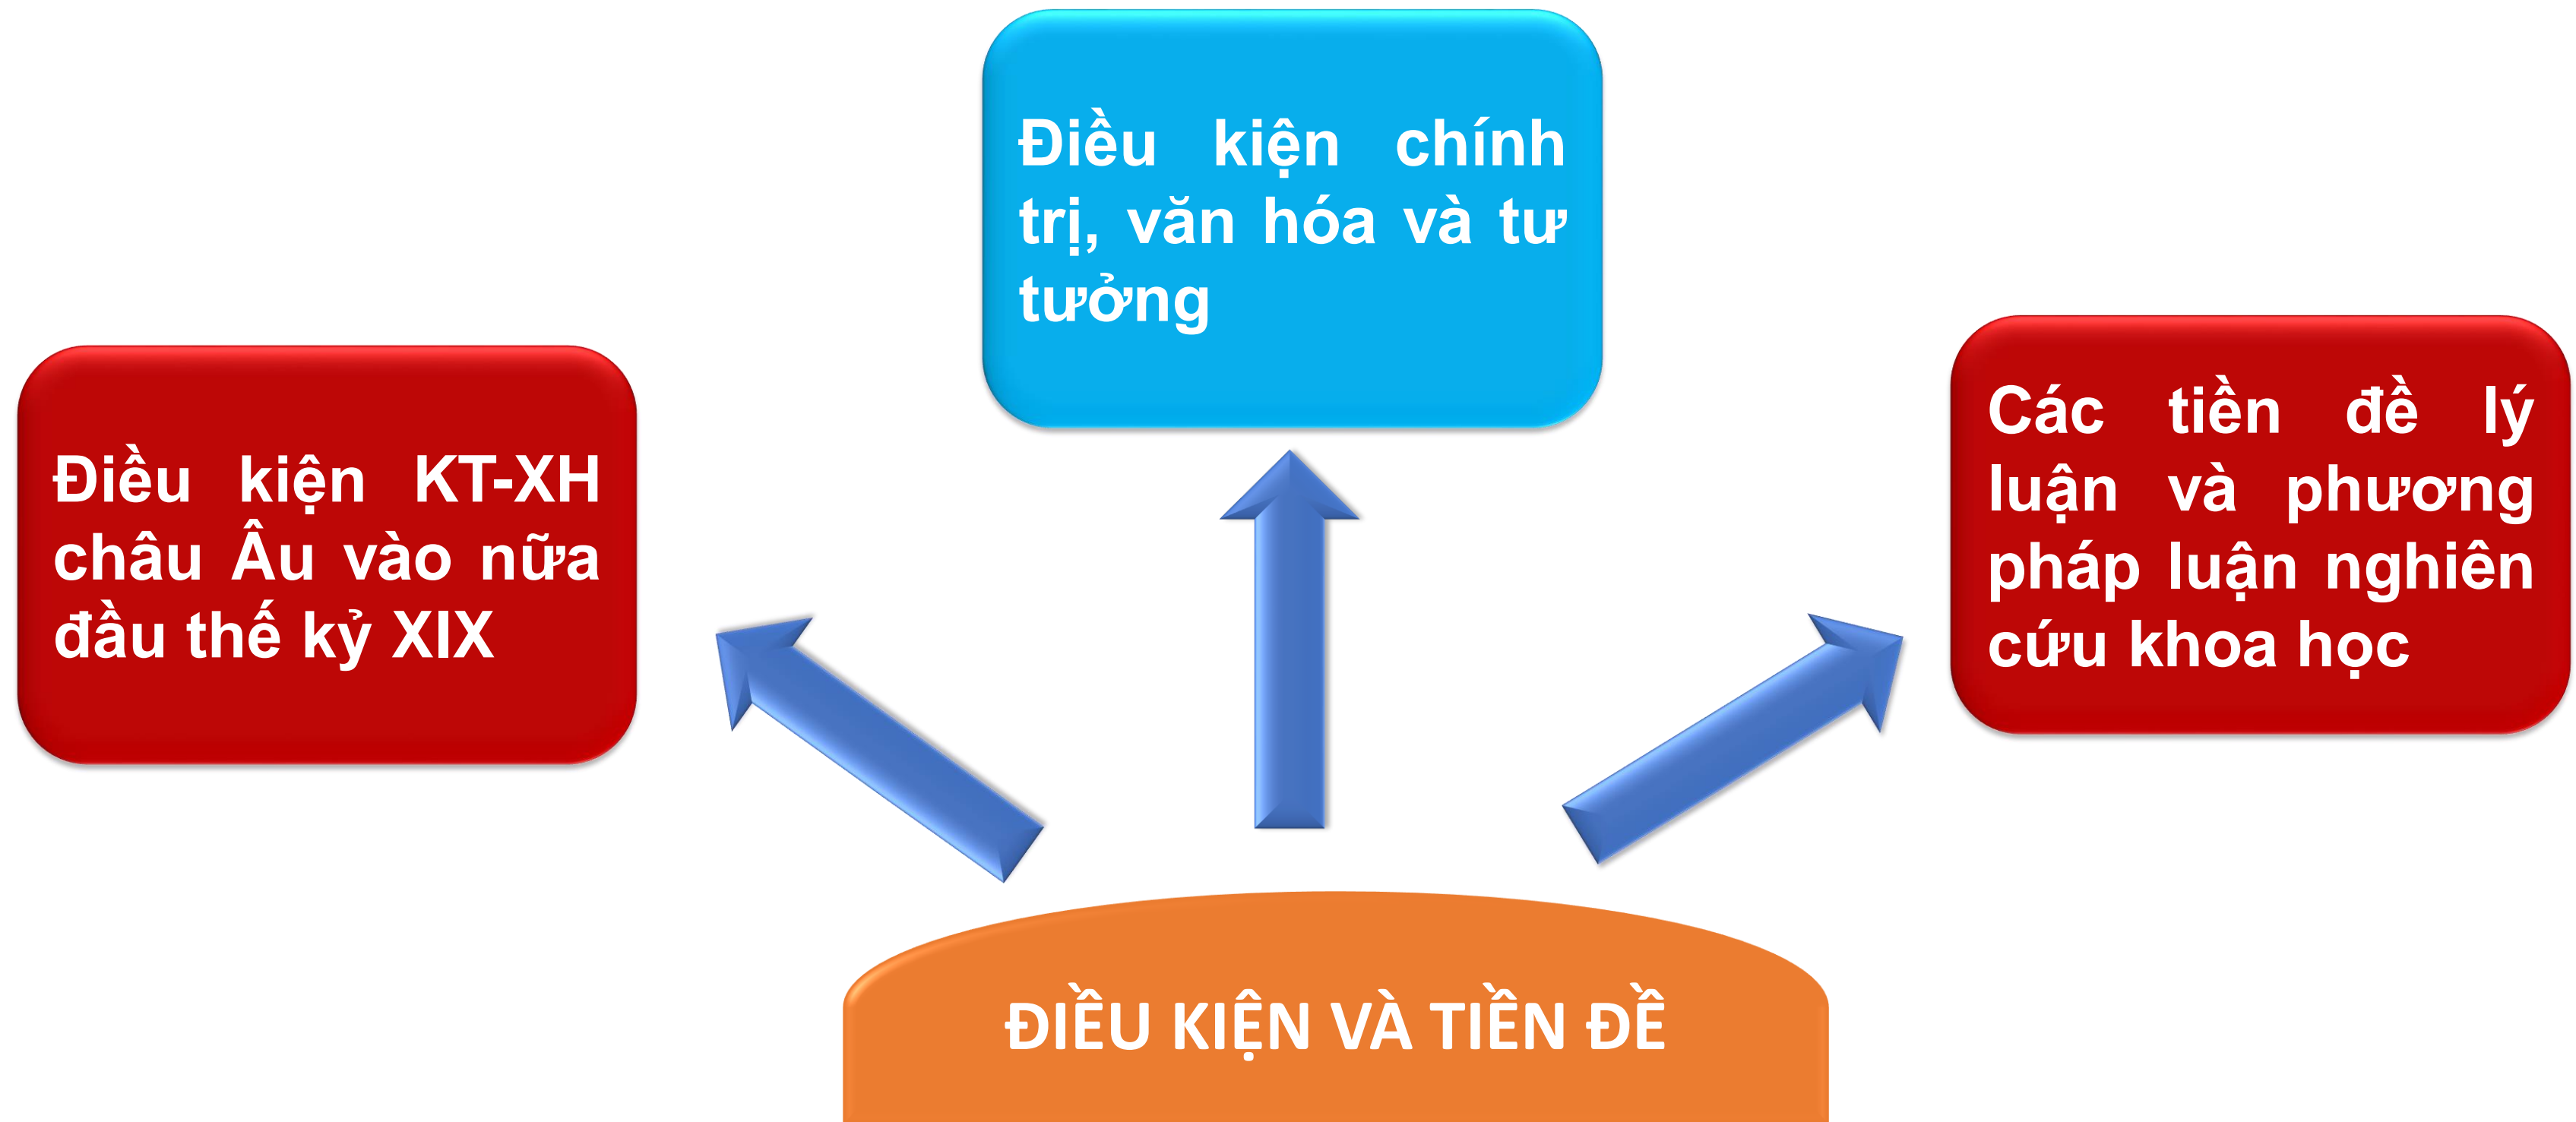 Điều kiện chính
trị, văn hóa và tư
tưởng
Điều kiện KT-XH
châu Âu vào nữa
đầu thế kỷ XIX
Các tiền đề lý
luận và phương
pháp luận nghiên
cứu khoa học
ĐIỀU KIỆN VÀ TIỀN ĐỀ